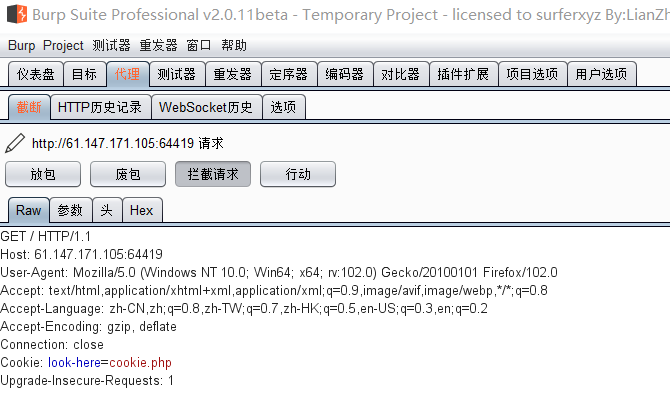 Burp Suite Professional v2.0.11beta - Temporary Project - licensed to surferxyz By:LianZh
Burp Project 测试器 重发器 窗口 帮助
仪表盘 目标 代理 测试器 重发器 定序器 编码器 对比器 插件扩展 项目选项 用户选项
截断 HTTP历史记录 WebSocket历史 选项
http://61.147.171.105:64419 请求
放包 废包 拦截请求 行动
Raw 参数 头 Hex
GET / HTTP/1.1
Host: 61.147.171.105:64419
User-Agent: Mozilla/5.0 (Windows NT 10.0; Win64; x64; rv:102.0) Gecko/20100101 Firefox/102.0
Accept: text/html,application/xhtml+xml,application/xml;q=0.9,image/avif,image/webp,*/*;q=0.8
Accept-Language: zh-CN,zh;q=0.8,zh-TW;q=0.7,zh-HK;q=0.5,en-US;q=0.3,en;q=0.2
Accept-Encoding: gzip, deflate
Connection: close
Cookie: look-here=cookie.php
Upgrade-Insecure-Requests: 1